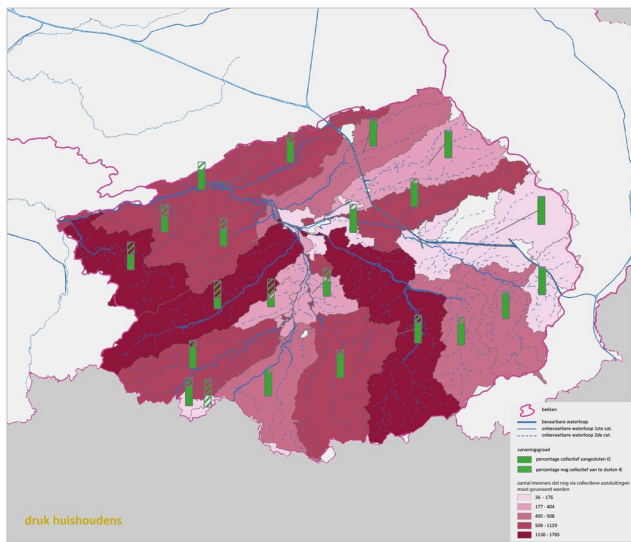 bekken
bevaarbare waterloop
onbevaarbare waterloop 1ste cat.
onbevaarbare waterloop 2de cat.
zuiveringsgraad
percentage collectief aangesloten IE
percentage nog collectief aan te sluiten IE
aantal inwoners dat nog via collectieve aansluitingen
moet gesaneerd worden
36 - 176
177 - 404
405 - 508
509 - 1129
1130 - 1785
druk huishoudens